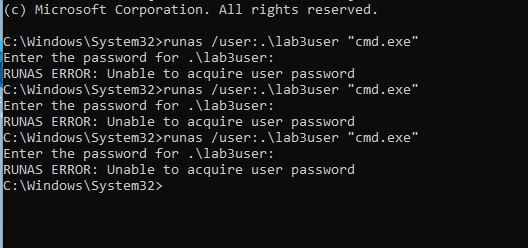 (c) Microsoft Corporation. All rights reserved.
C:\Windows\System32>runas /user:.\lab3user "cmd.exe"
Enter the password for .\lab3user:
RUNAS ERROR: Unable to acquire user password
C:\Windows\System32>runas /user:.\lab3user "cmd.exe"
Enter the password for .\lab3user:
RUNAS ERROR: Unable to acquire user password
C:\Windows\System32>runas /user:.\lab3user "cmd.exe"
Enter the password for .\lab3user:
RUNAS ERROR: Unable to acquire user password
C:\Windows\System32>